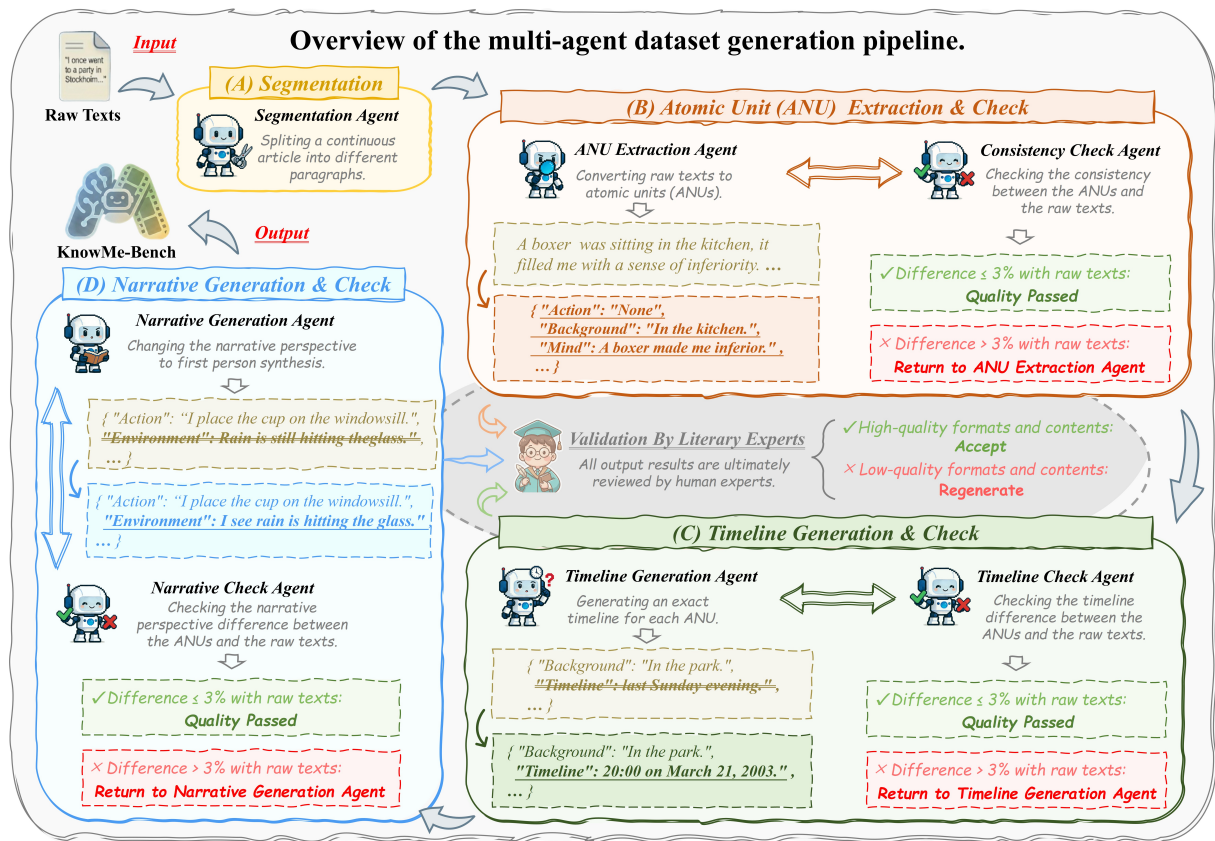 Overview of the multi-agent dataset generation pipeline.
Input
"I once went
to a party in
Stockhoim..."
Raw Texts
(A) Segmentation
Segmentation Agent
Spliting a continuous
article into different
paragraphs.
KnowMe-Bench
Output
(B) Atomic Unit (ANU) Extraction & Check
ANU Extraction Agent
Converting raw texts to
atomic units (ANUs).
A boxer was sitting in the kitchen, it
filled me with a sense of inferiority. ...
{ "Action": "None",
"Background": "In the kitchen.",
"Mind": A boxer made me inferior." ,
... }
Consistency Check Agent
Checking the consistency
between the ANUs and
the raw texts.
✓Difference ≤ 3% with raw texts:
Quality Passed
× Difference > 3% with raw texts:
Return to ANU Extraction Agent
Validation By Literary Experts
All output results are ultimately
reviewed by human experts.
✓High-quality formats and contents:
Accept
× Low-quality formats and contents:
Regenerate
(C) Timeline Generation & Check
Timeline Generation Agent
Generating an exact
timeline for each ANU.
{ "Background": "In the park.",
"Timeline": last Sunday evening." ,
... }
{ "Background": "In the park.",
"Timeline": 20:00 on March 21, 2003." ,
... }
?
Timeline Check Agent
Checking the timeline
difference between the
ANUs and the raw texts.
✓Difference ≤ 3% with raw texts:
Quality Passed
× Difference > 3% with raw texts:
Return to Timeline Generation Agent
(D) Narrative Generation & Check
Narrative Generation Agent
Changing the narrative perspective
to first person synthesis.
{ "Action": “I place the cup on the windowsill.",
"Environment": Rain is still hitting theglass." ,
... }
{ "Action": “I place the cup on the windowsill.",
"Environment": I see rain is hitting the glass."
... }
Narrative Check Agent
Checking the narrative
perspective difference between
the ANUs and the raw texts.
✓Difference ≤ 3% with raw texts:
Quality Passed
× Difference > 3% with raw texts:
Return to Narrative Generation Agent